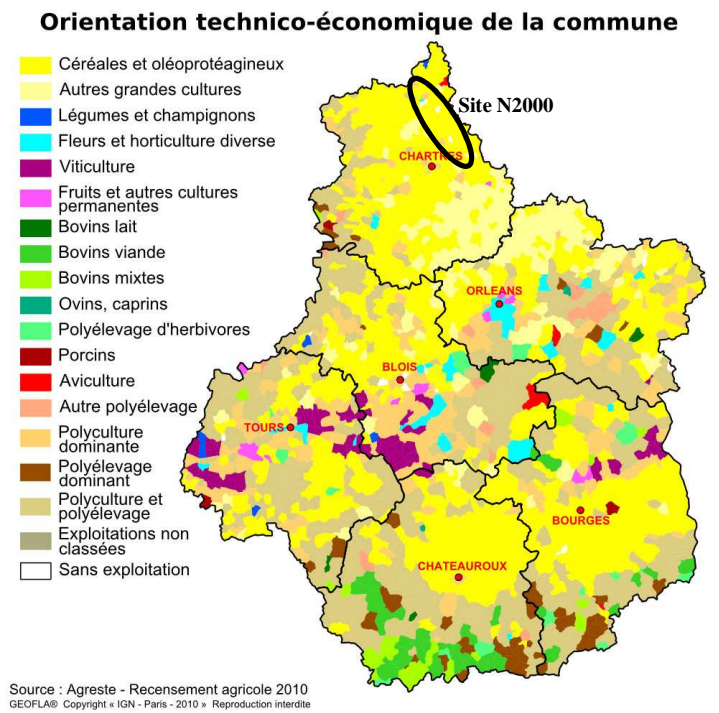 Orientation technico-économique de la commune
Céréales et oléoprotéagineux
Autres grandes cultures
Légumes et champignons
Fleurs et horticulture diverse
Viticulture
Fruits et autres cultures
permanentes
Bovins lait
Bovins viande
Bovins mixtes
Ovins, caprins
Polyélevage d'herbivores
Porcins
Aviculture
Autre polyélevage
Polyculture
dominante
Polyélevage
dominant
Polyculture et
polyélevage
Exploitations non
classées
Sans exploitation
Site N2000
CHARTRES
ORLEANS
BLOIS
TOURS
BOURGES
CHATEAUROUX
Source : Agreste - Recensement agricole 2010
GEOFLA® Copyright « IGN - Paris - 2010 » Reproduction interdite